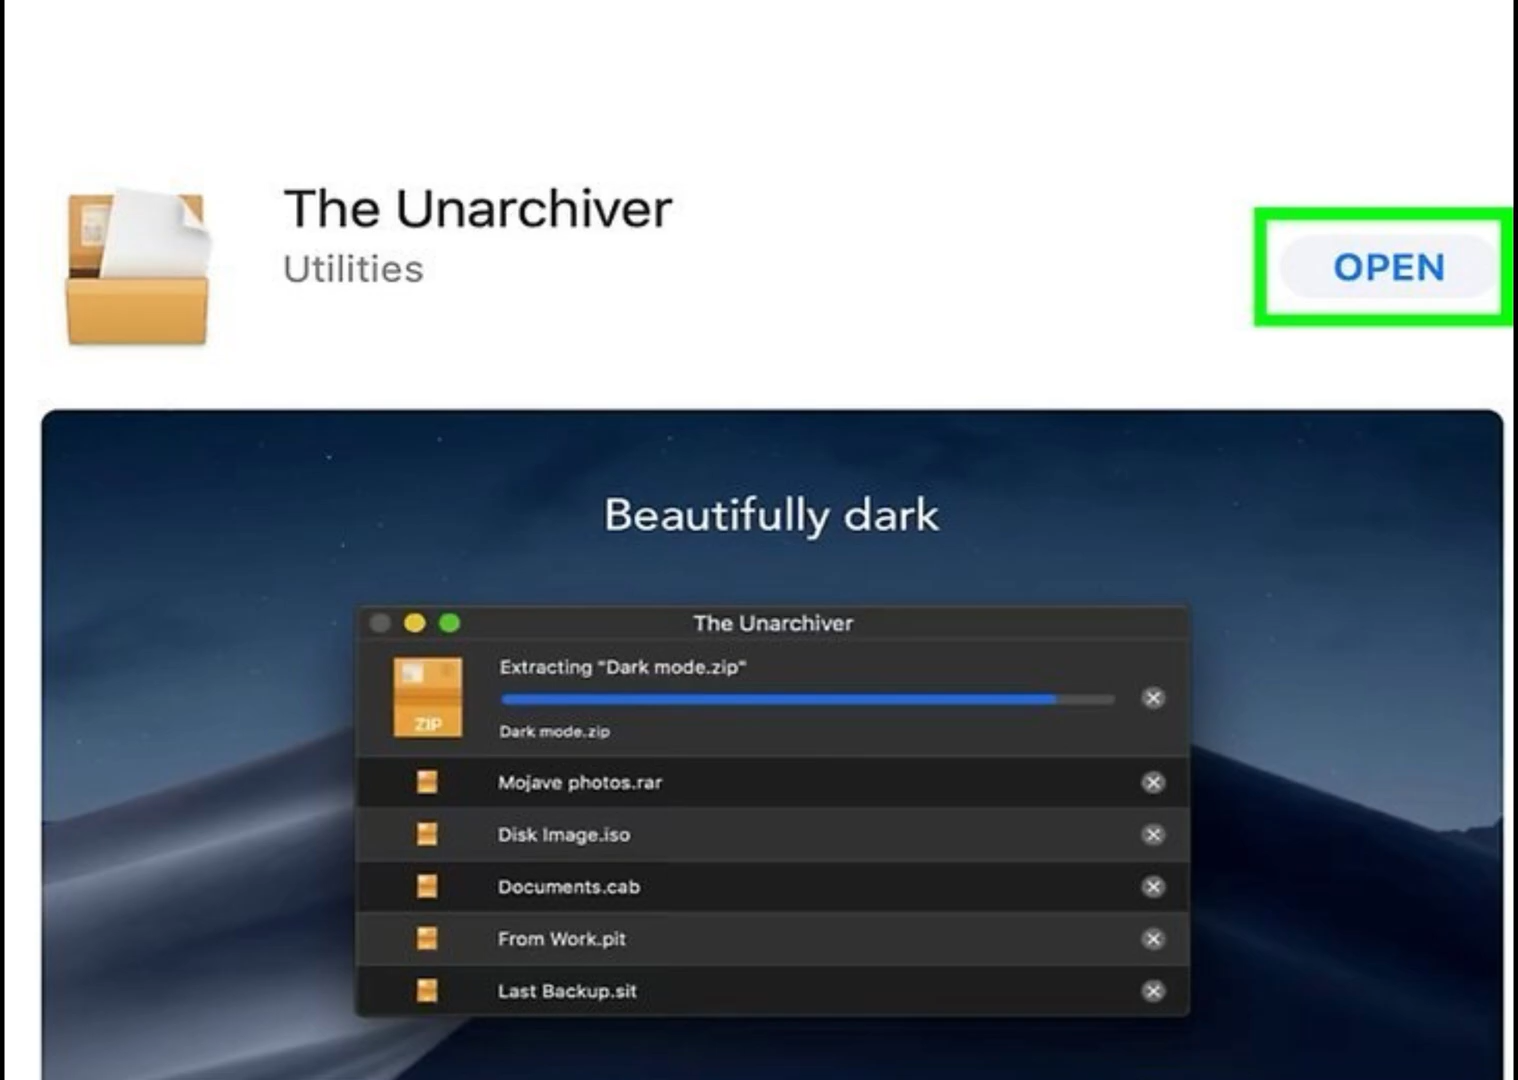 The Unarchiver
Utilities
OPEN
Beautifully dark
The Unarchiver
Extracting "Dark mode.zip"
ZIP
Dark mode.zip
Mojave photos.rar
Disk Image.iso
Documents.cab
From Work.pit
Last Backup.sit